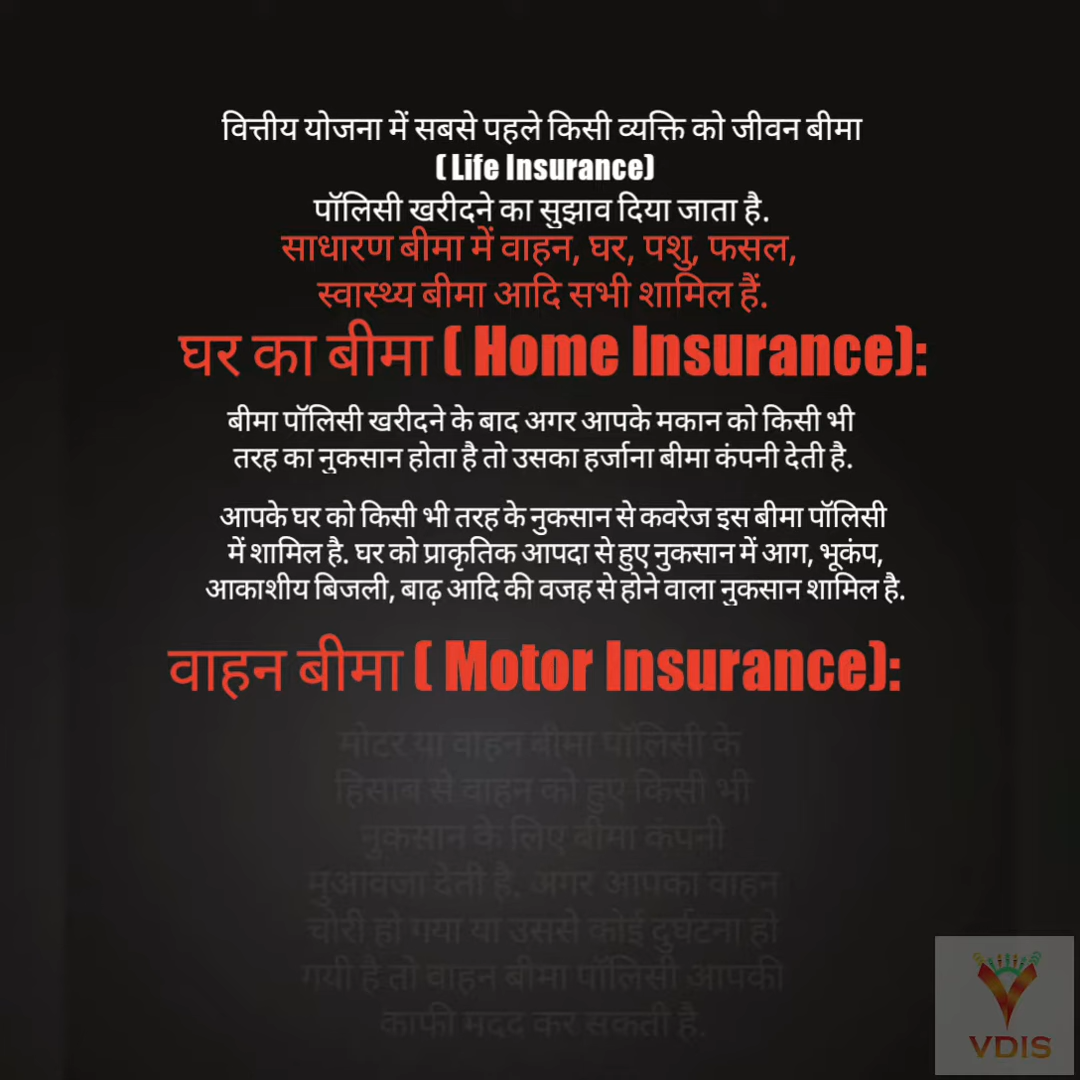 वित्तीय योजना में सबसे पहले किसी व्यक्ति को जीवन बीमा
( Life Insurance)
पॉलिसी खरीदने का सुझाव दिया जाता है.
साधारण बीमा में वाहन, घर, पशु, फसल,
स्वास्थ्य बीमा आदि सभी शामिल हैं.
घर का बीमा ( Home Insurance):
बीमा पॉलिसी खरीदने के बाद अगर आपके मकान को किसी भी
तरह का नुकसान होता है तो उसका हर्जाना बीमा कंपनी देती है.
आपके घर को किसी भी तरह के नुकसान से कवरेज इस बीमा पॉलिसी
में शामिल है. घर को प्राकृतिक आपदा से हुए नुकसान में आग, भूकंप,
आकाशीय बिजली, बाढ़ आदि की वजह से होने वाला नुकसान शामिल है.
वाहन बीमा ( Motor Insurance):
मोटर या वाहन बीमा पॉलिसी के
हिसाब से वाहन को हुए किसी भी
नुकसान के लिए बीमा कंपनी
मुआवजा देती है. अगर आपका वाहन
चोरी हो गया या उससे कोई दुर्घटना हो
गयी है तो वाहन बीमा पॉलिसी आपकी
काफी मदद कर सकती है.
VDIS